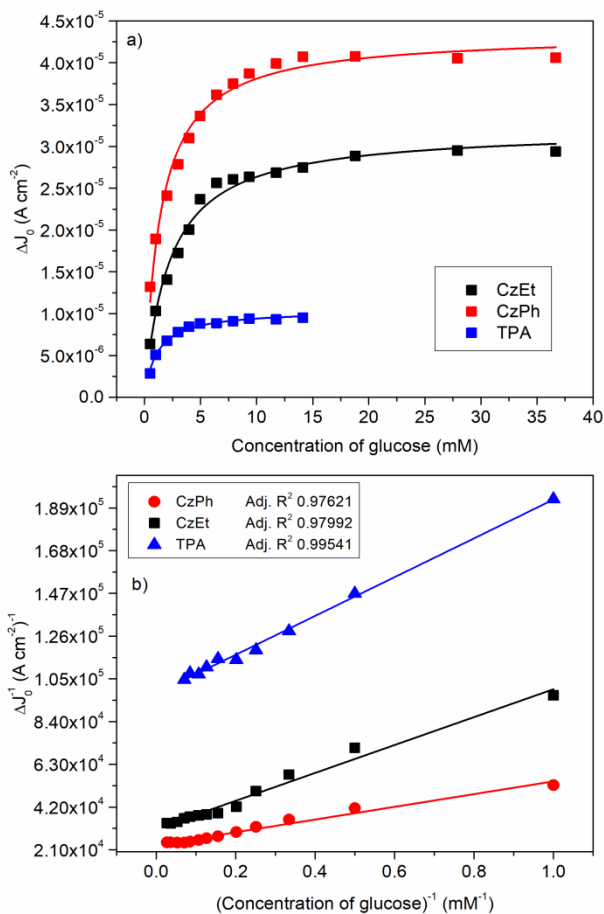 a)
4.5x10⁻⁵
4.0x10⁻⁵
3.5x10⁻⁵
3.0x10⁻⁵
2.5x10⁻⁵
2.0x10⁻⁵
1.5x10⁻⁵
1.0x10⁻⁵
5.0x10⁻⁶
0.0
ΔJ₀ (A cm⁻²)
CzEt
CzPh
TPA
0 5 10 15 20 25 30 35 40
Concentration of glucose (mM)
CzPh Adj. R² 0.97621
CzEt Adj. R² 0.97992
TPA Adj. R² 0.99541
b)
1.89x10⁵
1.68x10⁵
1.47x10⁵
1.26x10⁵
1.05x10⁵
8.40x10⁴
6.30x10⁴
4.20x10⁴
2.10x10⁴
ΔJ₀⁻¹ (A cm⁻²)⁻¹
0.0 0.2 0.4 0.6 0.8 1.0
(Concentration of glucose)⁻¹ (mM⁻¹)